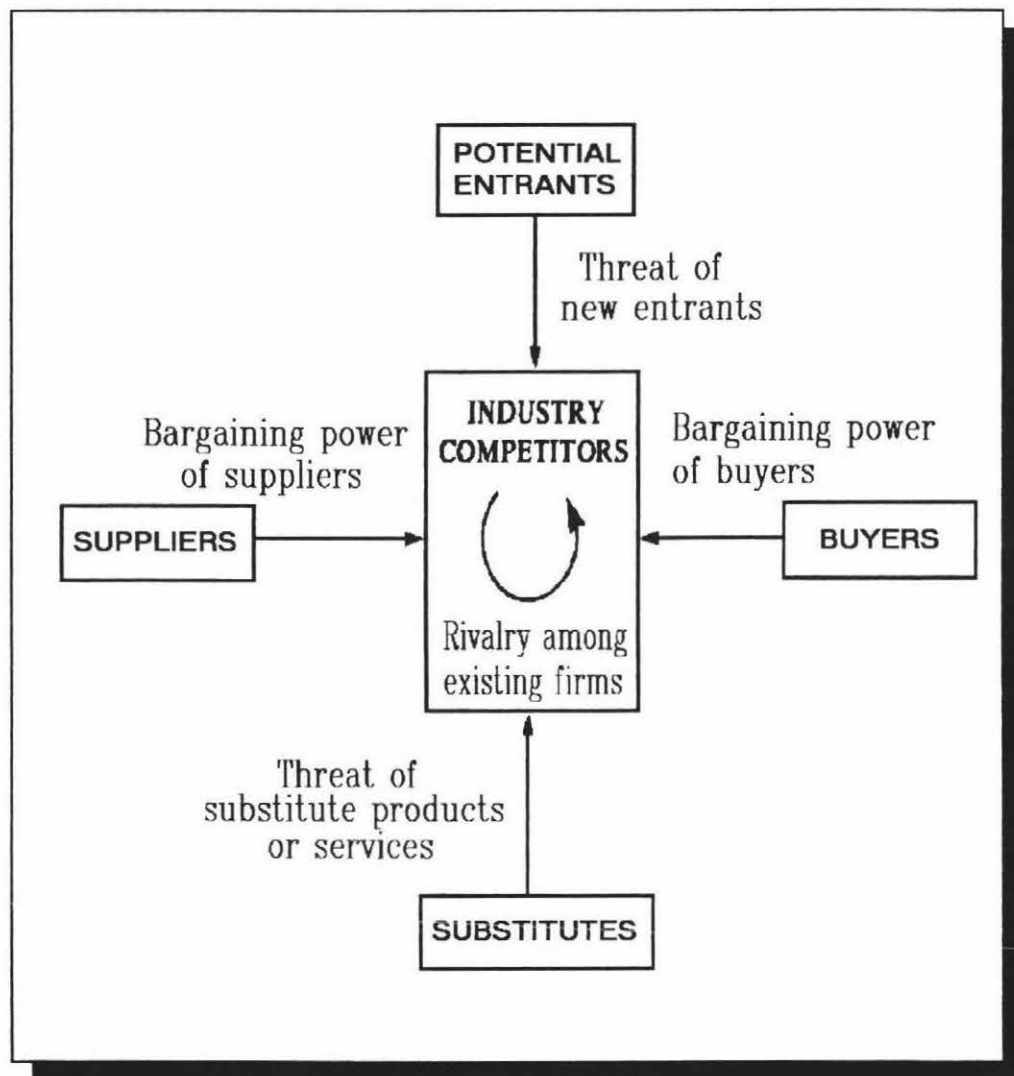 POTENTIAL
ENTRANTS
Threat of
new entrants
INDUSTRY
COMPETITORS
Bargaining power
of suppliers
Bargaining power
of buyers
SUPPLIERS
BUYERS
Rivalry among
existing firms
Threat of
substitute products
or services
SUBSTITUTES